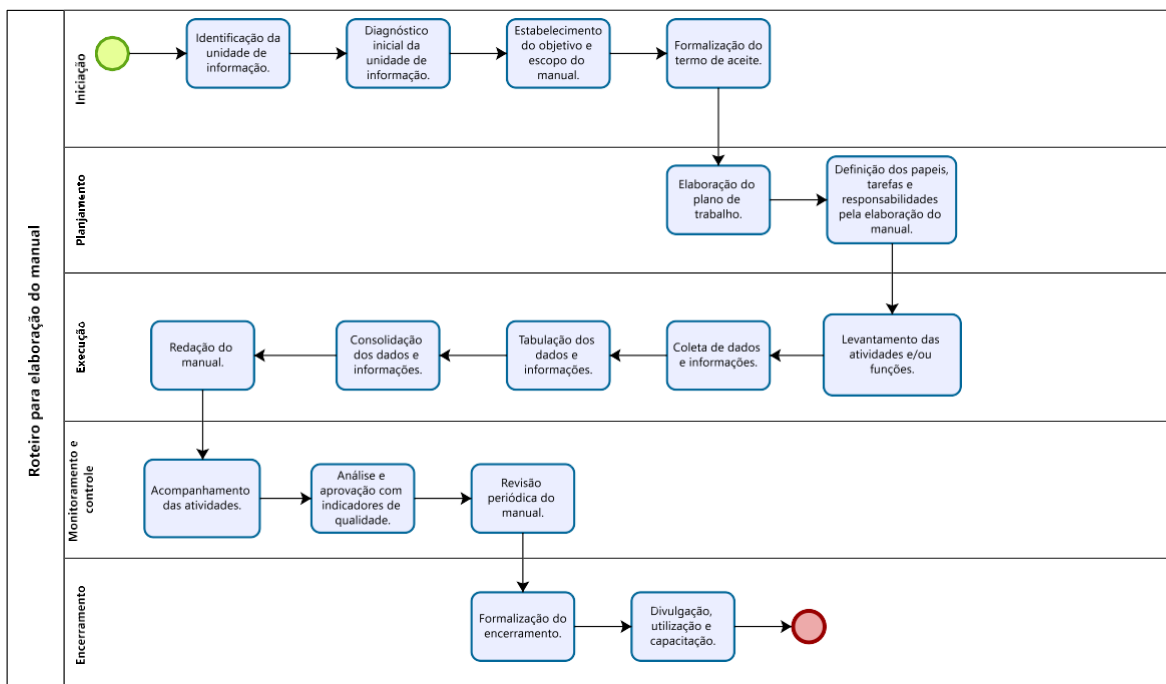 Roteiro para elaboração do manual
Iniciação
Identificação da
unidade de
informação.
Diagnóstico
inicial da
unidade de
informação.
Estabelecimento
do objetivo e
escopo do
manual.
Formalização do
termo de aceite.
Planjamento
Elaboração do
plano de
trabalho.
Definição dos papeis,
tarefas e
responsabilidades
pela elaboração do
manual.
Execução
Levantamento das
atividades e/ou
funções.
Coleta de dados
e informações.
Tabulação dos
dados e
informações.
Consolidação
dos dados e
informações.
Redação do
manual.
Monitoramento e
controle
Acompanhamento
das atividades.
Análise e
aprovação com
indicadores de
qualidade.
Revisão
periódica do
manual.
Encerramento
Formalização do
encerramento.
Divulgação,
utilização e
capacitação.